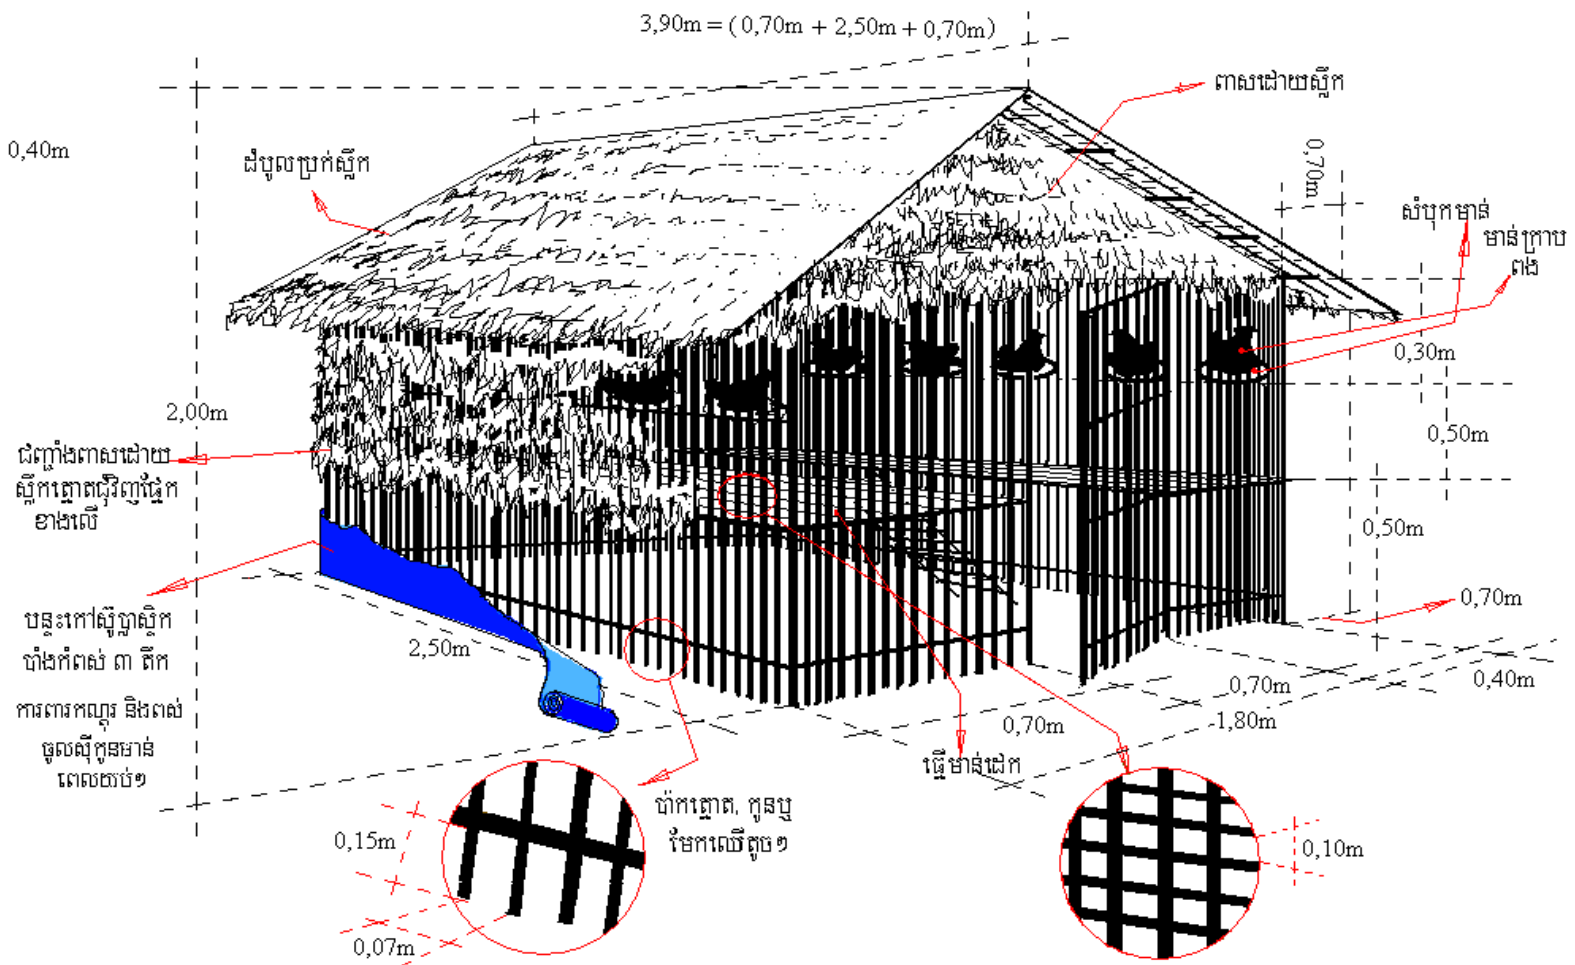 3,90m = ( 0,70m + 2,50m + 0,70m )
ពាសដោយស្លឹក
0,40m
ដំបូលប្រក់ស្លឹក
0,70m
សំបុកមាន់
មាន់ក្រាប
ពង
0,30m
2,00m
0,50m
ជញ្ជាំងពាសដោយ
ស្លឹកត្នោតជុំវិញផ្នែក
ខាងលើ
0,50m
0,70m
បន្ទះកៅស៊ូប្លាស្ទិក
បាំងកំពស់ ៣ តឹក
2,50m
0,70m
0,40m
ការពារកណ្តុរ និងពស់
ចូលស៊ីកូនមាន់
ពេលយប់ៗ
0,70m
1,80m
ធ្នើមាន់ដេក
បាំកត្នោត, កូនឬ
មែកឈើតូចៗ
0,15m
0,10m
0,07m